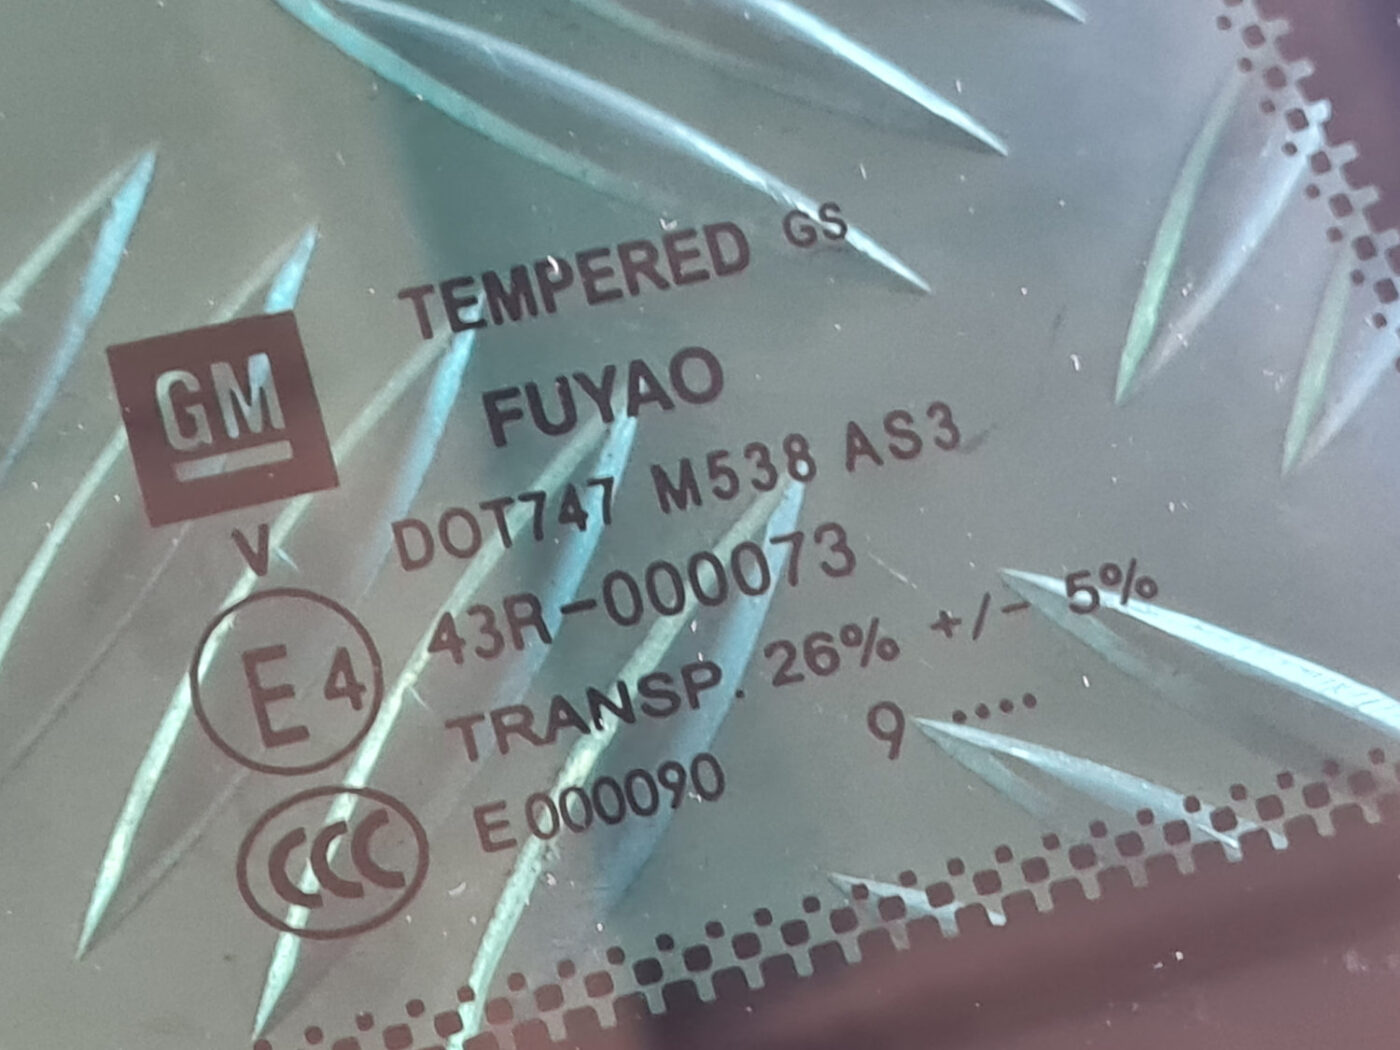 TEMPERED GS
GM
FUYAO
DOT747 M538 AS3
V
43R-000073
E4
TRANSP. 26% +/- 5%
9 ....
E000090
CCC